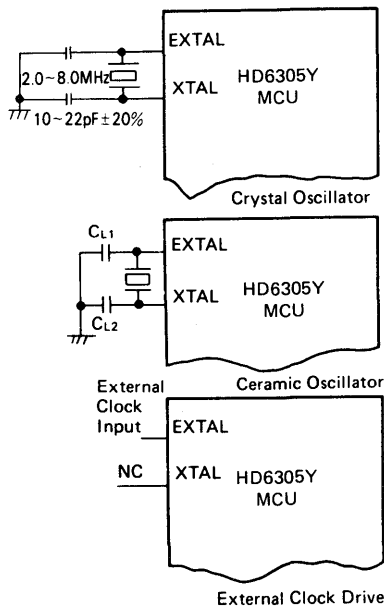 EXTAL
2.0~8.0MHz
XTAL
HD6305Y
MCU
10~22pF±20%
Crystal Oscillator
CL1
EXTAL
XTAL
HD6305Y
MCU
CL2
Ceramic Oscillator
External
Clock
Input
EXTAL
NC
XTAL
HD6305Y
MCU
External Clock Drive